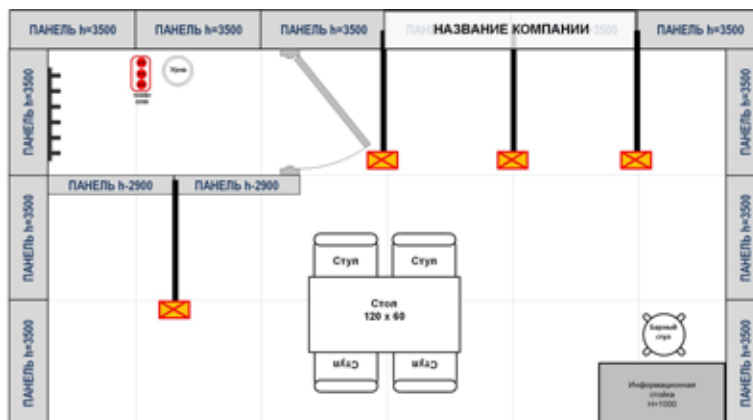 ПАНЕЛЬ h=3500 ПАНЕЛЬ h=3500 ПАНЕЛЬ h=3500 НАЗВАНИЕ КОМПАНИИ ПАНЕЛЬ h=3500
ПАНЕЛЬ h=3500
Урна
ПАНЕЛЬ h=3500
ПАНЕЛЬ h-2900 ПАНЕЛЬ h-2900
ПАНЕЛЬ h=3500
ПАНЕЛЬ h=3500
Стул Стул
Стол
120 x 60
Стул Стул
Барный
стул
ПАНЕЛЬ h=3500
ПАНЕЛЬ h=3500
Информационная
стойка
H=1000